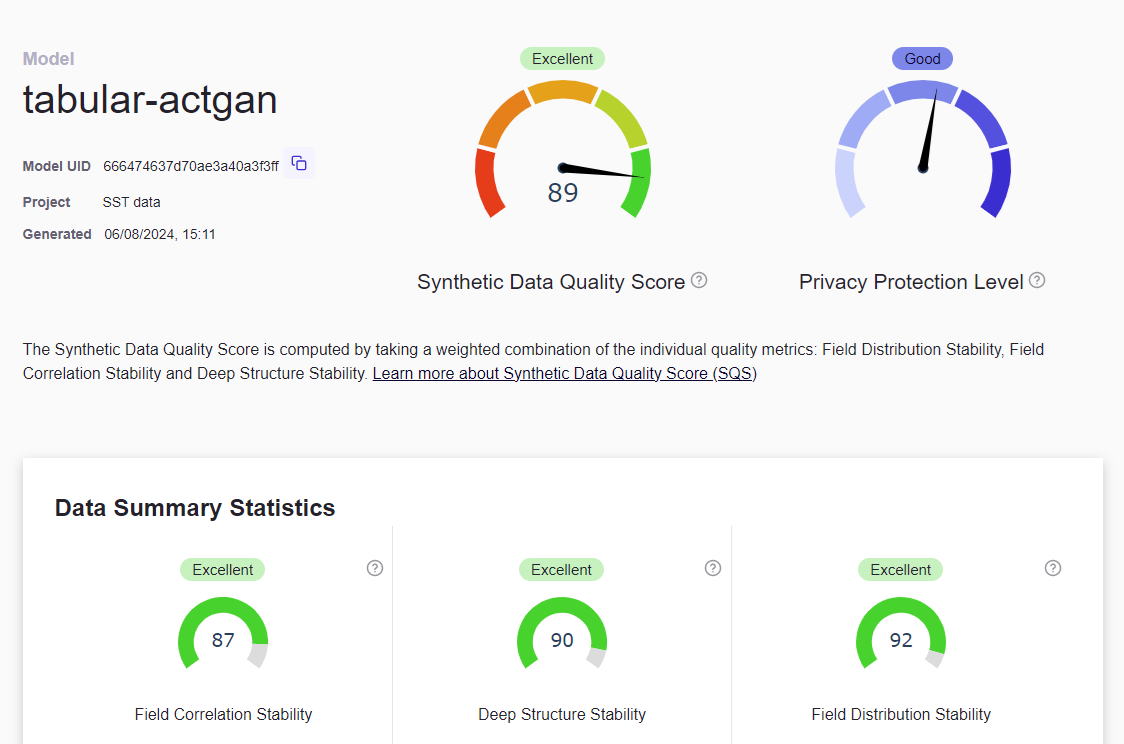 Model
tabular-actgan
Model UID 666474637d70ae3a40a3f3ff
Project SST data
Generated 06/08/2024, 15:11
Excellent
89
Synthetic Data Quality Score ?
Good
Privacy Protection Level ?
The Synthetic Data Quality Score is computed by taking a weighted combination of the individual quality metrics: Field Distribution Stability, Field
Correlation Stability and Deep Structure Stability. Learn more about Synthetic Data Quality Score (SQS)
Data Summary Statistics
Excellent ?
87
Field Correlation Stability
Excellent ?
90
Deep Structure Stability
Excellent ?
92
Field Distribution Stability